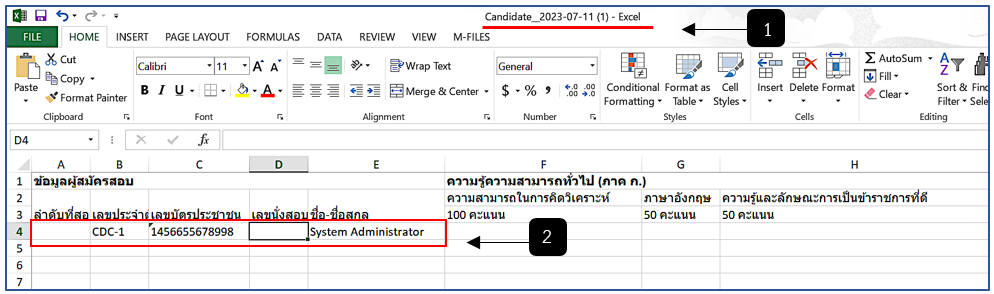 Candidate__2023-07-11 (1) - Excel
1
FILE HOME INSERT PAGE LAYOUT FORMULAS DATA REVIEW VIEW M-FILES
Paste
Cut
Copy
Format Painter
Clipboard
Calibri 11 A A
B I U A
Font
Wrap Text
Merge & Center
Alignment
General
$ % , .0 .00 .00 .0
Number
Conditional Formatting
Format as Table
Cell Styles
Styles
Insert Delete Format
Cells
AutoSum
Fill
Clear
Sort & Filter
Editing
D4 fx
A B C D E F G H
1 ข้อมูลผู้สมัครสอบ ความรู้ความสามารถทั่วไป (ภาค ก.)
2 ความสามารถในการคิดวิเคราะห์ ภาษาอังกฤษ ความรู้และลักษณะการเป็นข้าราชการที่ดี
3 ลำดับที่สอ เลขประจำ เลขบัตรประชาชน เลขนั่งสอบ ชื่อ-ชื่อสกุล 100 คะแนน 50 คะแนน 50 คะแนน
4 CDC-1 1456655678998 System Administrator
2
5
6
7